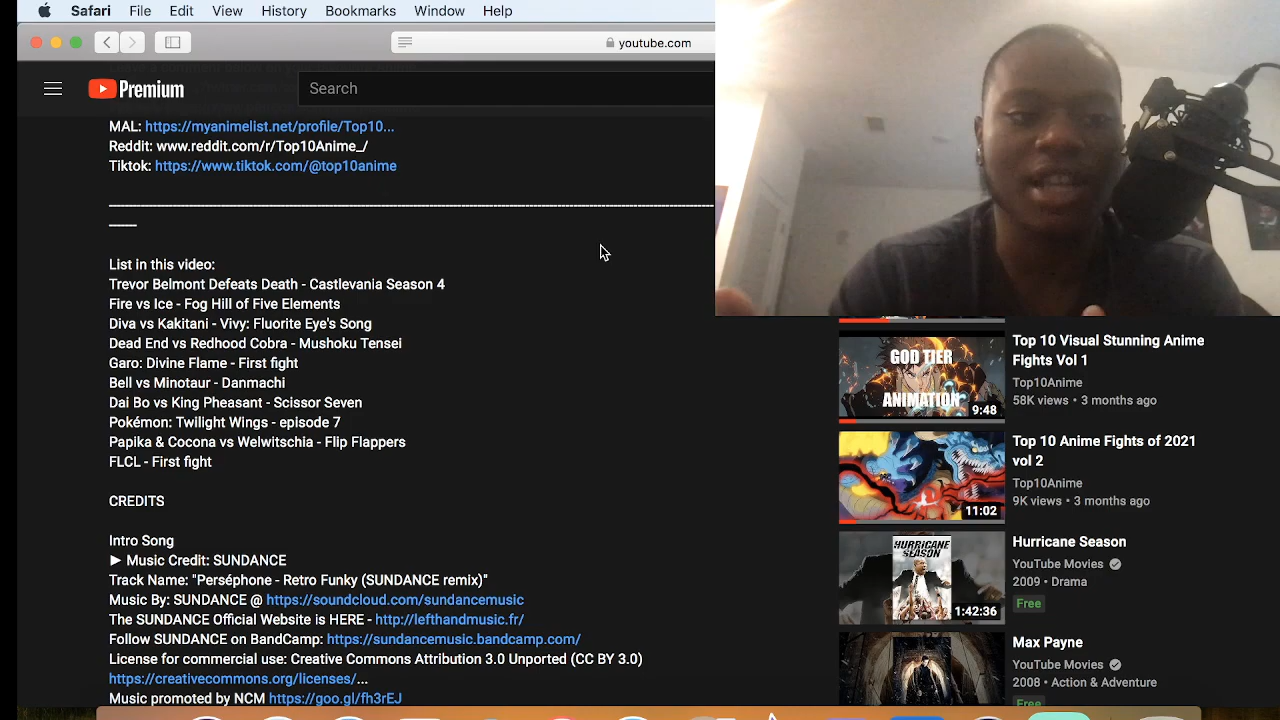 Safari File Edit View History Bookmarks Window Help
youtube.com
Premium
Search
MAL: https://myanimelist.net/profile/Top10...
Reddit: www.reddit.com/r/Top10Anime_/
Tiktok: https://www.tiktok.com/@top10anime
List in this video:
Trevor Belmont Defeats Death - Castlevania Season 4
Fire vs Ice - Fog Hill of Five Elements
Diva vs Kakitani - Vivy: Fluorite Eye's Song
Dead End vs Redhood Cobra - Mushoku Tensei
Garo: Divine Flame - First fight
Bell vs Minotaur - Danmachi
Dai Bo vs King Pheasant - Scissor Seven
Pokémon: Twilight Wings - episode 7
Papika & Cocona vs Welwitschia - Flip Flappers
FLCL - First fight
CREDITS
Intro Song
► Music Credit: SUNDANCE
Track Name: "Perséphone - Retro Funky (SUNDANCE remix)"
Music By: SUNDANCE @ https://soundcloud.com/sundancemusic
The SUNDANCE Official Website is HERE - http://lefthandmusic.fr/
Follow SUNDANCE on BandCamp: https://sundancemusic.bandcamp.com/
License for commercial use: Creative Commons Attribution 3.0 Unported (CC BY 3.0)
https://creativecommons.org/licenses/...
Music promoted by NCM https://goo.gl/fh3rEJ
GOD TIER
ANIMATION
9:48
Top 10 Visual Stunning Anime
Fights Vol 1
Top10Anime
58K views • 3 months ago
11:02
Top 10 Anime Fights of 2021
vol 2
Top10Anime
9K views • 3 months ago
HURRICANE
SEASON
1:42:36
Hurricane Season
YouTube Movies
2009 • Drama
Free
Max Payne
YouTube Movies
2008 • Action & Adventure
Free